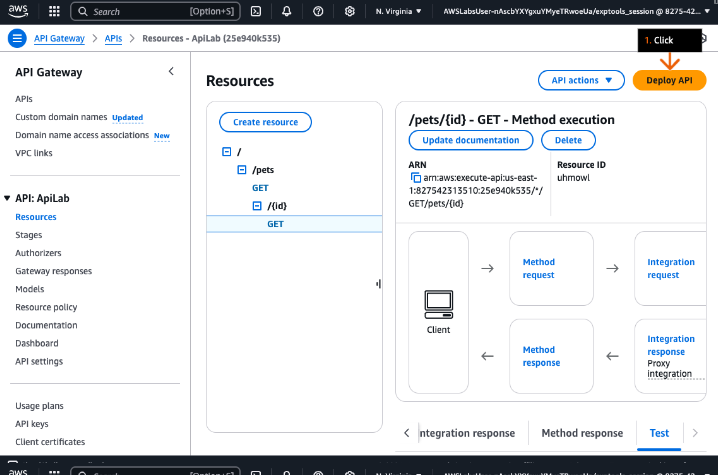 aws Search [Option+S] N. Virginia AWSLabsUser-nAscbYXYgxuYMyeTRwoeUa/exptools_session @ 8275-42...
API Gateway > APIs > Resources - ApiLab (25e940k535)
1. Click
API Gateway
APIs
Custom domain names Updated
Domain name access associations New
VPC links
API: ApiLab
Resources
Stages
Authorizers
Gateway responses
Models
Resource policy
Documentation
Dashboard
API settings
Usage plans
API keys
Client certificates
Resources
API actions
Deploy API
Create resource
/
/pets
GET
/{id}
GET
/pets/{id} - GET - Method execution
Update documentation Delete
ARN
arn:aws:execute-api:us-east-
1:827542313510:25e940k535/*/
GET/pets/{id}
Resource ID
uhmowl
Client
Method
request
Integration
request
Method
response
Integration
response
Proxy
integration
ntegration response Method response Test